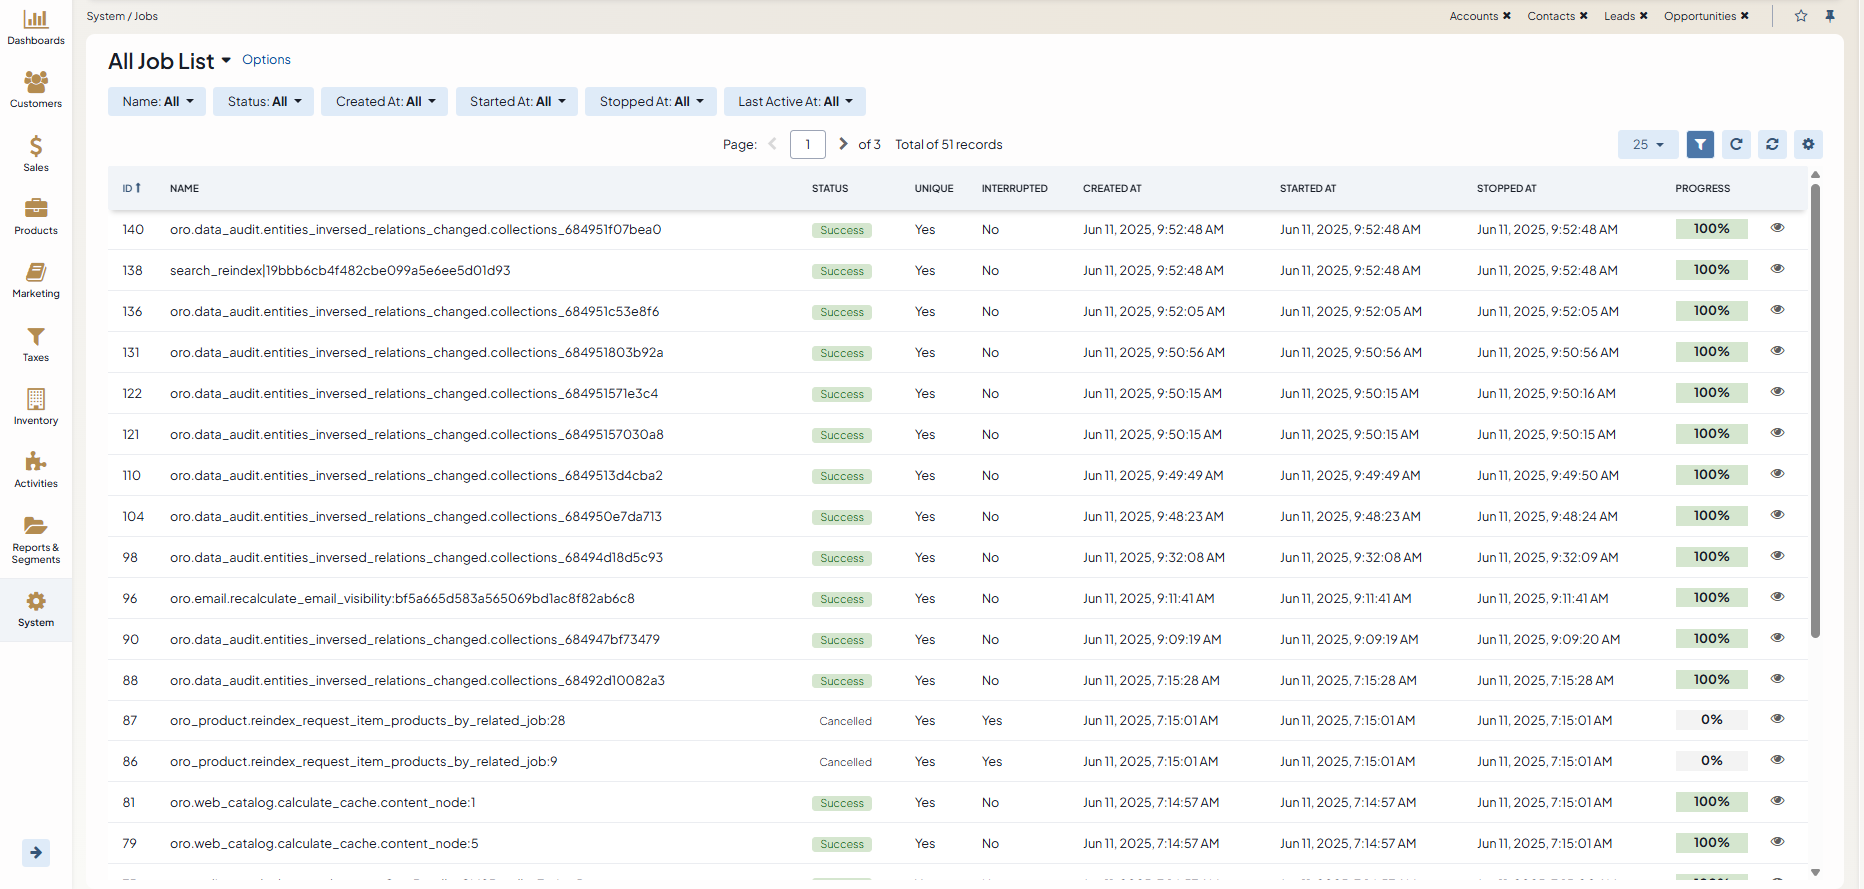 System / Jobs
Accounts ✖ Contacts ✖ Leads ✖ Opportunities ✖
Dashboards
Customers
Sales
Products
Marketing
Taxes
Inventory
Activities
Reports &
Segments
System
All Job List Options
Name: All Status: All Created At: All Started At: All Stopped At: All Last Active At: All
Page: 1 of 3 Total of 51 records 25
ID NAME STATUS UNIQUE INTERRUPTED CREATED AT STARTED AT STOPPED AT PROGRESS
140 oro.data_audit.entities_inversed_relations_changed.collections_684951f07bea0 Success Yes No Jun 11, 2025, 9:52:48 AM Jun 11, 2025, 9:52:48 AM Jun 11, 2025, 9:52:48 AM 100%
138 search_reindex|19bbb6cb4f482cbe099a5e6ee5d01d93 Success Yes No Jun 11, 2025, 9:52:48 AM Jun 11, 2025, 9:52:48 AM Jun 11, 2025, 9:52:48 AM 100%
136 oro.data_audit.entities_inversed_relations_changed.collections_684951c53e8f6 Success Yes No Jun 11, 2025, 9:52:05 AM Jun 11, 2025, 9:52:05 AM Jun 11, 2025, 9:52:05 AM 100%
131 oro.data_audit.entities_inversed_relations_changed.collections_684951803b92a Success Yes No Jun 11, 2025, 9:50:56 AM Jun 11, 2025, 9:50:56 AM Jun 11, 2025, 9:50:56 AM 100%
122 oro.data_audit.entities_inversed_relations_changed.collections_684951571e3c4 Success Yes No Jun 11, 2025, 9:50:15 AM Jun 11, 2025, 9:50:15 AM Jun 11, 2025, 9:50:16 AM 100%
121 oro.data_audit.entities_inversed_relations_changed.collections_68495157030a8 Success Yes No Jun 11, 2025, 9:50:15 AM Jun 11, 2025, 9:50:15 AM Jun 11, 2025, 9:50:15 AM 100%
110 oro.data_audit.entities_inversed_relations_changed.collections_6849513d4cba2 Success Yes No Jun 11, 2025, 9:49:49 AM Jun 11, 2025, 9:49:49 AM Jun 11, 2025, 9:49:50 AM 100%
104 oro.data_audit.entities_inversed_relations_changed.collections_684950e7da713 Success Yes No Jun 11, 2025, 9:48:23 AM Jun 11, 2025, 9:48:23 AM Jun 11, 2025, 9:48:24 AM 100%
98 oro.data_audit.entities_inversed_relations_changed.collections_68494d18d5c93 Success Yes No Jun 11, 2025, 9:32:08 AM Jun 11, 2025, 9:32:08 AM Jun 11, 2025, 9:32:09 AM 100%
96 oro.email.recalculate_email_visibility:bf5a665d583a565069bd1ac8f82ab6c8 Success Yes No Jun 11, 2025, 9:11:41 AM Jun 11, 2025, 9:11:41 AM Jun 11, 2025, 9:11:41 AM 100%
90 oro.data_audit.entities_inversed_relations_changed.collections_684947bf73479 Success Yes No Jun 11, 2025, 9:09:19 AM Jun 11, 2025, 9:09:19 AM Jun 11, 2025, 9:09:20 AM 100%
88 oro.data_audit.entities_inversed_relations_changed.collections_68492d10082a3 Success Yes No Jun 11, 2025, 7:15:28 AM Jun 11, 2025, 7:15:28 AM Jun 11, 2025, 7:15:28 AM 100%
87 oro_product.reindex_request_item_products_by_related_job:28 Cancelled Yes Yes Jun 11, 2025, 7:15:01 AM Jun 11, 2025, 7:15:01 AM Jun 11, 2025, 7:15:01 AM 0%
86 oro_product.reindex_request_item_products_by_related_job:9 Cancelled Yes Yes Jun 11, 2025, 7:15:01 AM Jun 11, 2025, 7:15:01 AM Jun 11, 2025, 7:15:01 AM 0%
81 oro.web_catalog.calculate_cache.content_node:1 Success Yes No Jun 11, 2025, 7:14:57 AM Jun 11, 2025, 7:14:57 AM Jun 11, 2025, 7:15:01 AM 100%
79 oro.web_catalog.calculate_cache.content_node:5 Success Yes No Jun 11, 2025, 7:14:57 AM Jun 11, 2025, 7:14:57 AM Jun 11, 2025, 7:15:01 AM 100%